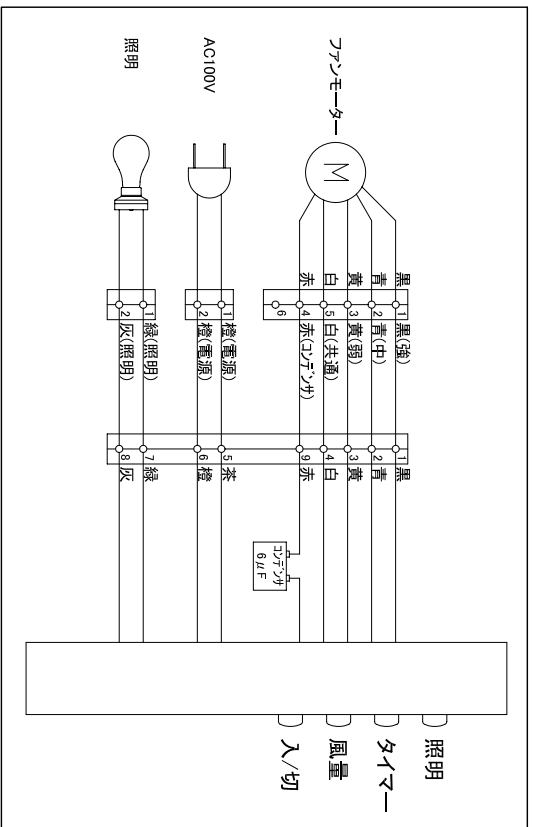 ファンモーター
AC100V
照明
M
黒
青
黄
白
赤
1
2
3
5
4
6
黒(強)
青(中)
黄(弱)
白(共通)
赤(コンデンサ)
1
2
橙(電源)
橙(電源)
1
2
緑(照明)
灰(照明)
1
2
3
4
9
5
6
7
8
黒
青
黄
白
赤
茶
橙
緑
灰
コンデンサ
6μF
照明
タイマー
風量
入/切